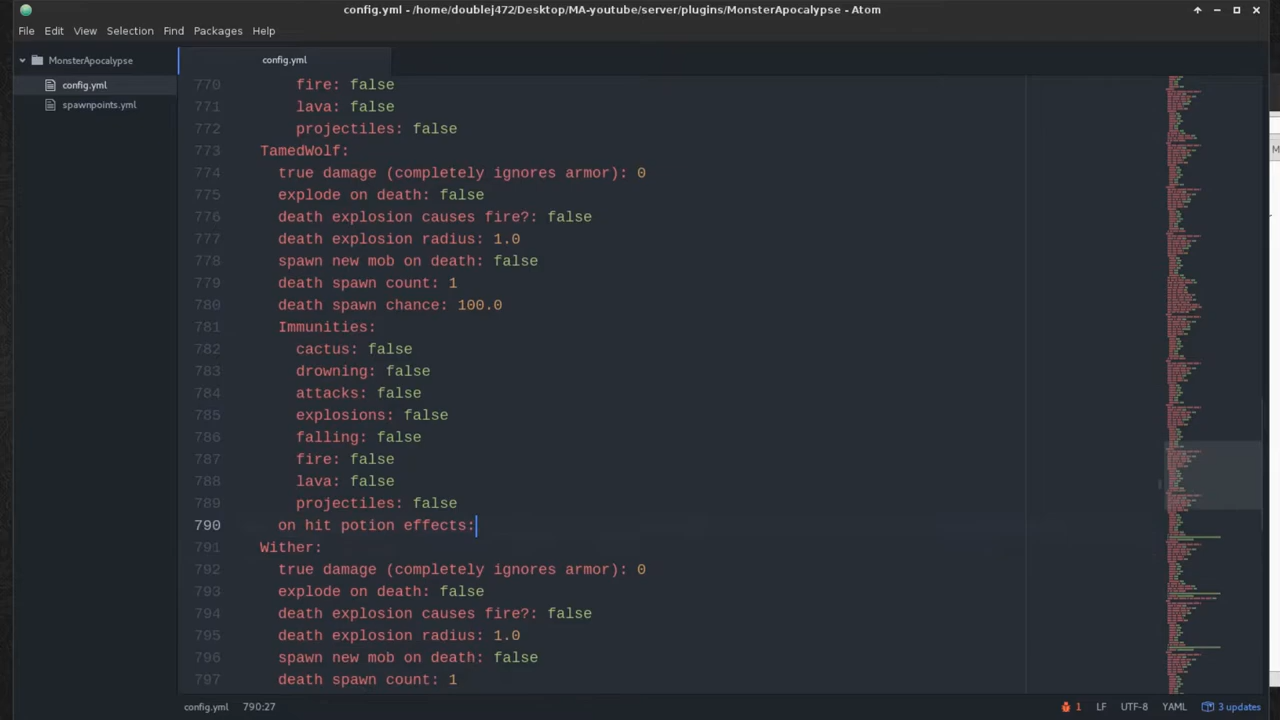 config.yml - /home/doublej472/Desktop/MA-youtube/server/plugins/MonsterApocalypse - Atom
File Edit View Selection Find Packages Help
MonsterApocalypse
config.yml
spawnpoints.yml
config.yml
770 fire: false
771 lava: false
772 projectiles: false
773 TamedWolf:
774 true damage (completely ignores armor): 0
775 explode on death: false
776 death explosion causes fire?: false
777 death explosion radius: 1.0
778 spawn new mob on death: false
779 death spawn count: 1
780 death spawn chance: 100.0
781 Immunities:
782 cactus: false
783 drowning: false
784 attacks: false
785 explosions: false
786 falling: false
787 fire: false
788 lava: false
789 projectiles: false
790 on hit potion effects:
791 Wither:
792 true damage (completely ignores armor): 0
793 explode on death: false
794 death explosion causes fire?: false
795 death explosion radius: 1.0
796 spawn new mob on death: false
797 death spawn count: 1
config.yml 790:27 1 LF UTF-8 YAML 3 updates